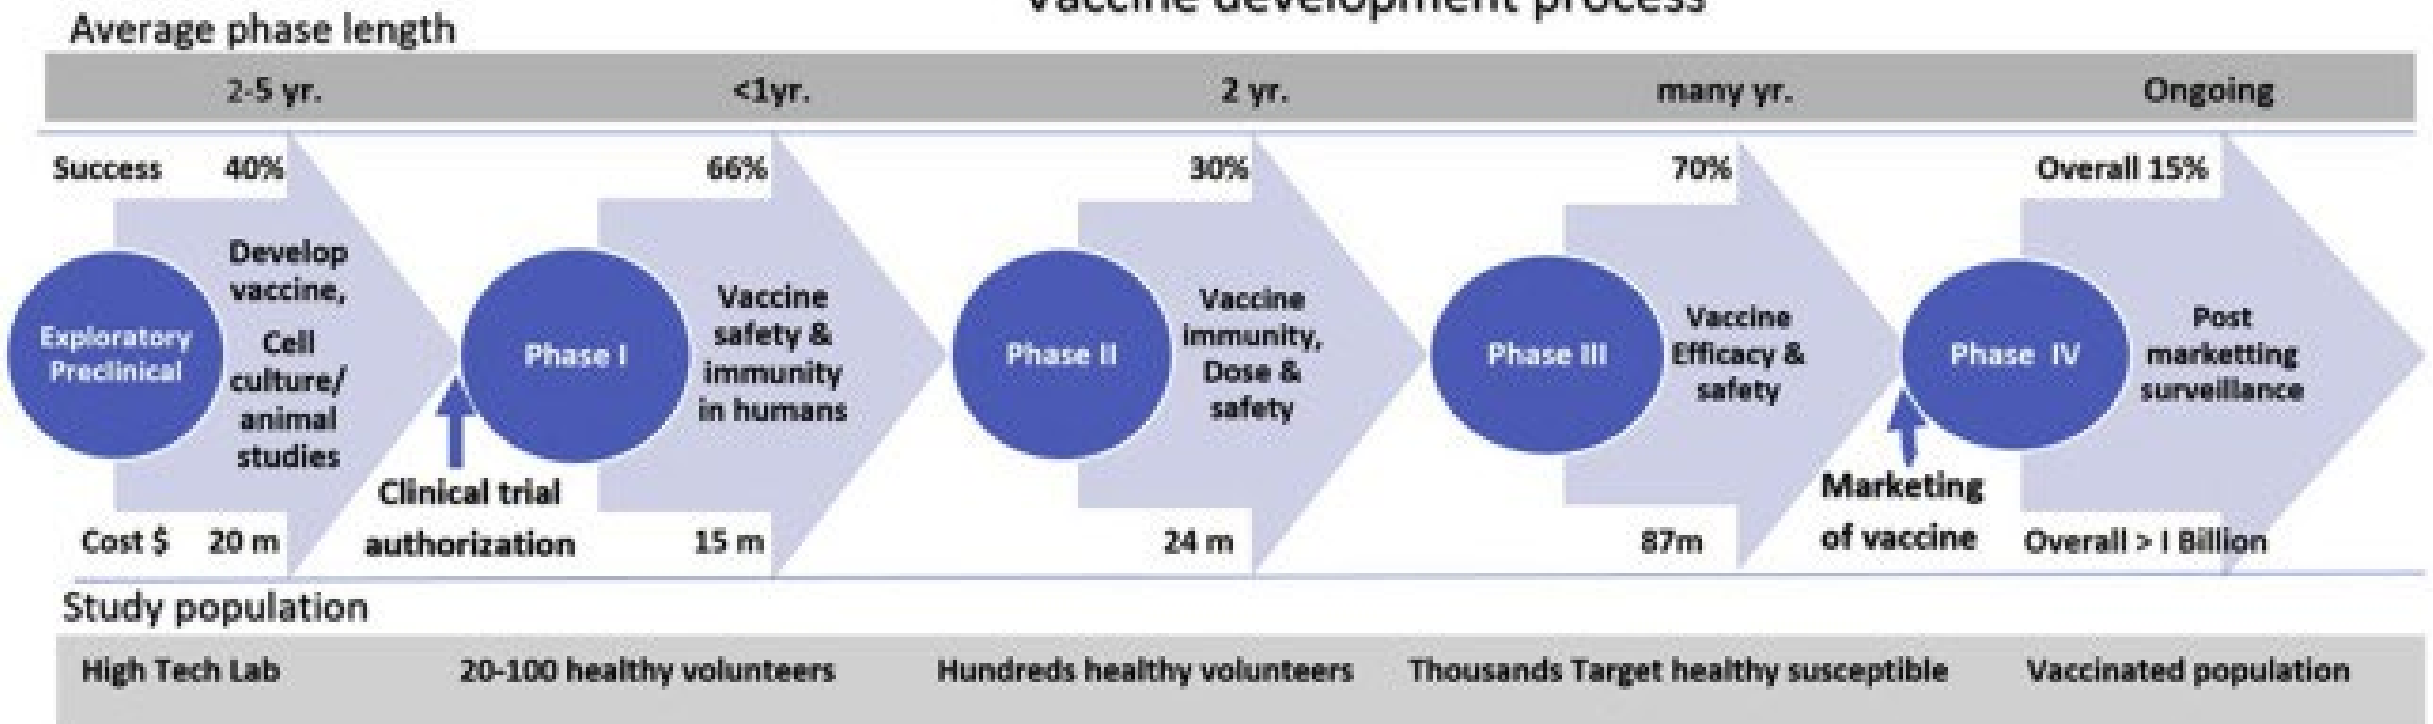 Vaccine development process
Average phase length
2-5 yr.
<1yr.
2 yr.
many yr.
Ongoing
Success
40%
66%
30%
70%
Overall 15%
Exploratory
Preclinical
Develop
vaccine,
Cell
culture/
animal
studies
Phase I
Vaccine
safety &
immunity
in humans
Phase II
Vaccine
immunity,
Dose &
safety
Phase III
Vaccine
Efficacy &
safety
Phase IV
Post
marketting
surveillance
Clinical trial
authorization
Marketing
of vaccine
Cost $
20 m
15 m
24 m
87m
Overall > I Billion
Study population
High Tech Lab
20-100 healthy volunteers
Hundreds healthy volunteers
Thousands Target healthy susceptible
Vaccinated population